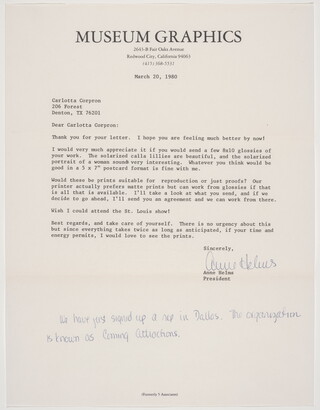 MUSEUM GRAPHICS
2645-B Fair Oaks Avenue
Redwood City, California 94063
(415)-368-5531
March 20, 1980
Carlotta Corpron
206 Forest
Denton, TX 76201
Dear Carlotta Corpron:
Thank you for your letter. I hope you are feeling much better by now!
I would very much appreciate it if you would send a few 8x10 glossies
of your work. The solarized calla lillies are beautiful, and the solarized
portrait of a woman sounds very interesting. Whatever you think would be
good in a 5 x 7" postcard format is fine with me.
Would these be prints suitable for reproduction or just proofs? Our
printer actually prefers matte prints but can work from glossies if that
is all that is available. I'll take a look at what you send, and if we
decide to go ahead, I'll send you an agreement and we can work from there.
Wish I could attend the St. Louis show!
Best regards, and take care of yourself. There is no urgency about this
but since everything takes twice as long as anticipated, if your time and
energy permits, I would love to see the prints.
Sincerely,
Anne Helms
Anne Helms
President
We have just signed up a rep in Dallas. The organization
is known as Coming Attractions.